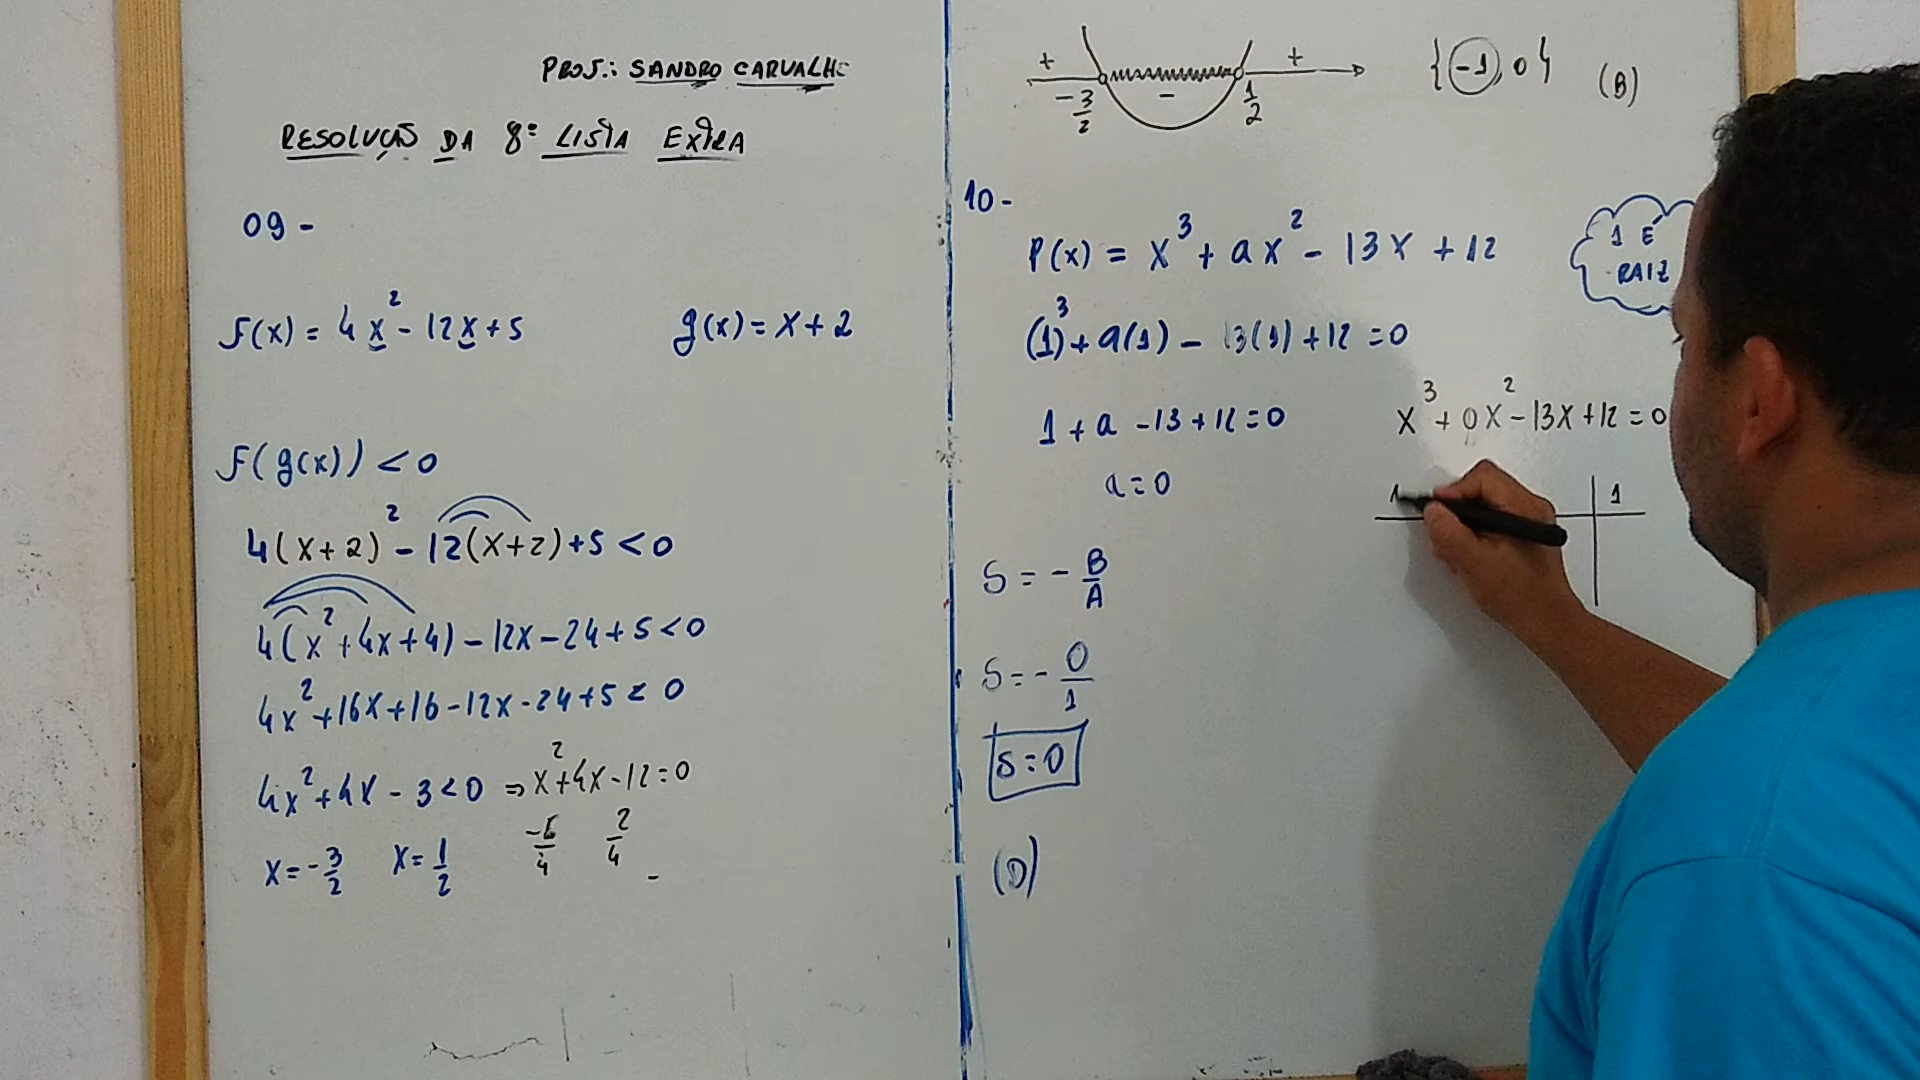 PROF.: SANDRO CARVALHO
RESOLUÇÃO DA 8ª LISTA EXTRA
09 -
f(x) = 4x² - 12x + 5
g(x) = x + 2
f(g(x)) < 0
4(x+2)² - 12(x+2) + 5 < 0
4(x² + 4x + 4) - 12x - 24 + 5 < 0
4x² + 16x + 16 - 12x - 24 + 5 < 0
4x² + 4x - 3 < 0 ⇒ x² + 4x - 12 = 0
x = -3/2 x = 1/2 -6/4 2/4
+ - +
-3/2 1/2
{-1, 0} (B)
10 -
P(x) = x³ + ax² - 13x + 12
1 E RAIZ
(1)³ + a(1) - 13(1) + 12 = 0
1 + a - 13 + 12 = 0
a = 0
x³ + 0x² - 13x + 12 = 0
1 1
S = - B/A
S = - 0/1
S = 0
(D)